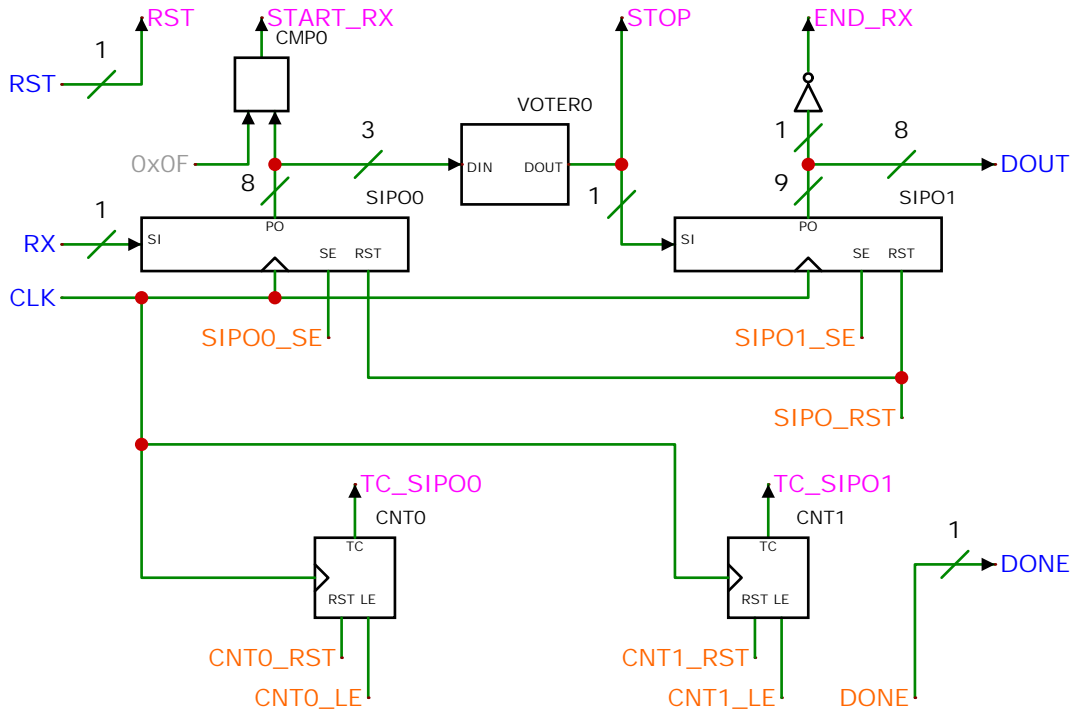 RST START_RX STOP END_RX
CMP0
1
RST
VOTER0
3 1 8
0x0F DIN DOUT DOUT
8 1 9
SIPO0 SIPO1
1 PO PO
RX SI SI
SE RST SE RST
CLK
SIPO0_SE SIPO1_SE
SIPO_RST
TC_SIPO0 TC_SIPO1
CNT0 CNT1
1
TC TC
DONE
RST LE RST LE
CNT0_RST CNT1_RST
CNT0_LE CNT1_LE DONE